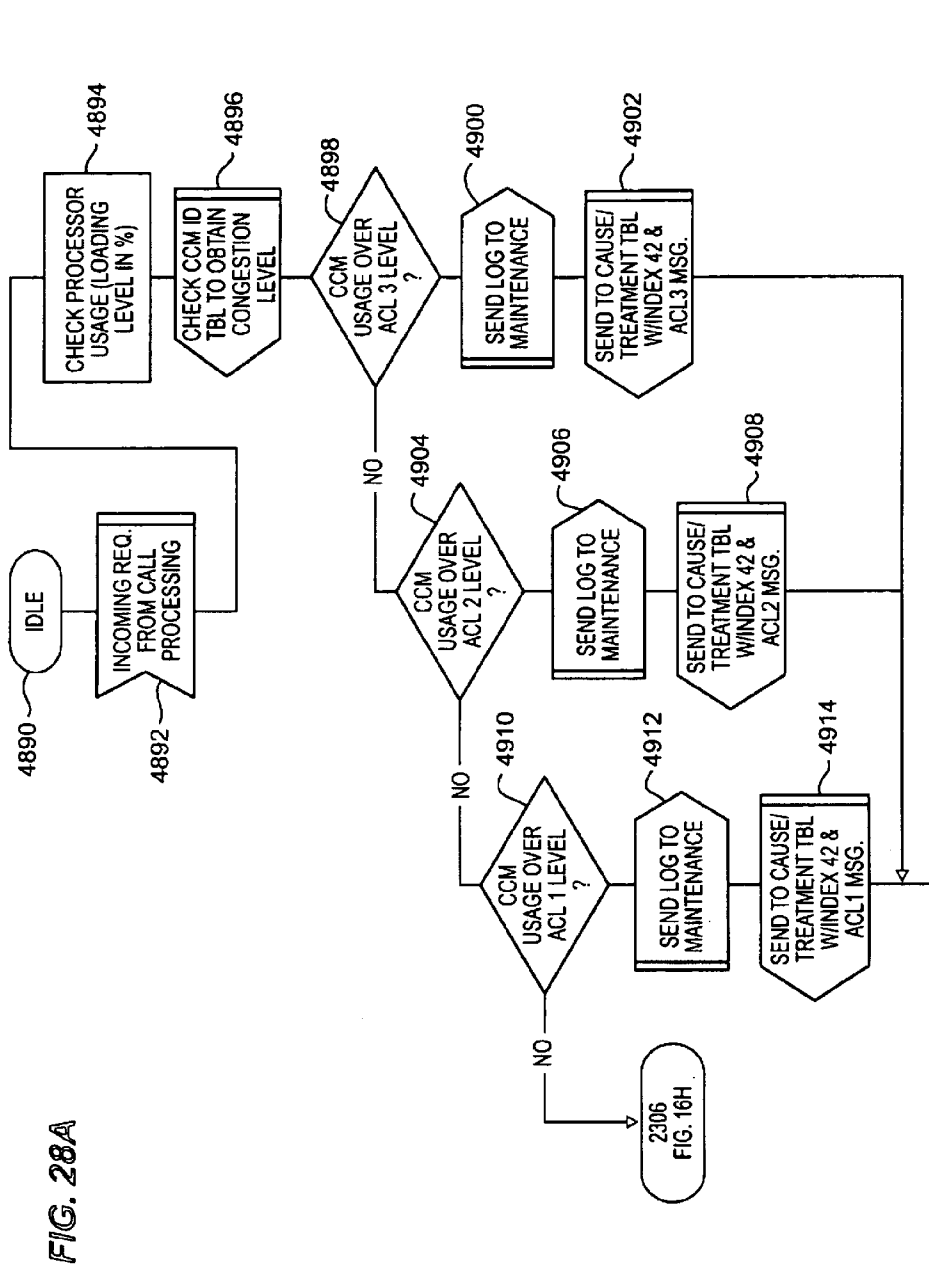 FIG. 28A
4890
IDLE
4892
INCOMING REQ.
FROM CALL
PROCESSING
CHECK PROCESSOR
USAGE (LOADING
LEVEL IN %)
4894
CHECK CCM ID
TBL TO OBTAIN
CONGESTION
LEVEL
4896
CCM
USAGE OVER
ACL 3 LEVEL
?
4898
NO
SEND LOG TO
MAINTENANCE
4900
SEND TO CAUSE/
TREATMENT TBL
W/INDEX 42 &
ACL3 MSG.
4902
CCM
USAGE OVER
ACL 2 LEVEL
?
4904
NO
SEND LOG TO
MAINTENANCE
4906
SEND TO CAUSE/
TREATMENT TBL
W/INDEX 42 &
ACL2 MSG.
4908
CCM
USAGE OVER
ACL 1 LEVEL
?
4910
NO
SEND LOG TO
MAINTENANCE
4912
SEND TO CAUSE/
TREATMENT TBL
W/INDEX 42 &
ACL1 MSG.
4914
2306
FIG. 16H